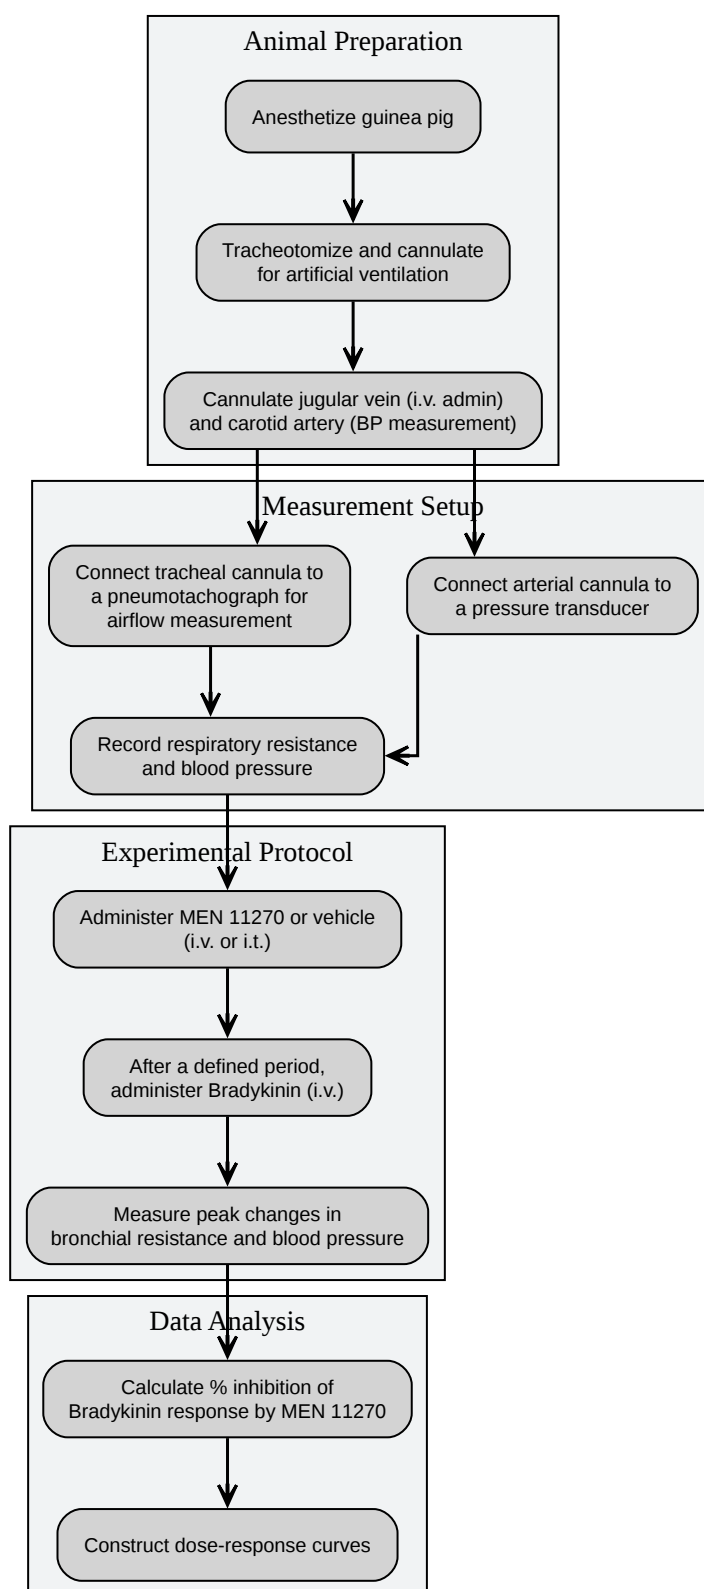 Animal Preparation
Anesthetize guinea pig
Tracheotomize and cannulate
for artificial ventilation
Cannulate jugular vein (i.v. admin)
and carotid artery (BP measurement)
Measurement Setup
Connect tracheal cannula to
a pneumotachograph for
airflow measurement
Connect arterial cannula to
a pressure transducer
Record respiratory resistance
and blood pressure
Experimental Protocol
Administer MEN 11270 or vehicle
(i.v. or i.t.)
After a defined period,
administer Bradykinin (i.v.)
Measure peak changes in
bronchial resistance and blood pressure
Data Analysis
Calculate % inhibition of
Bradykinin response by MEN 11270
Construct dose-response curves